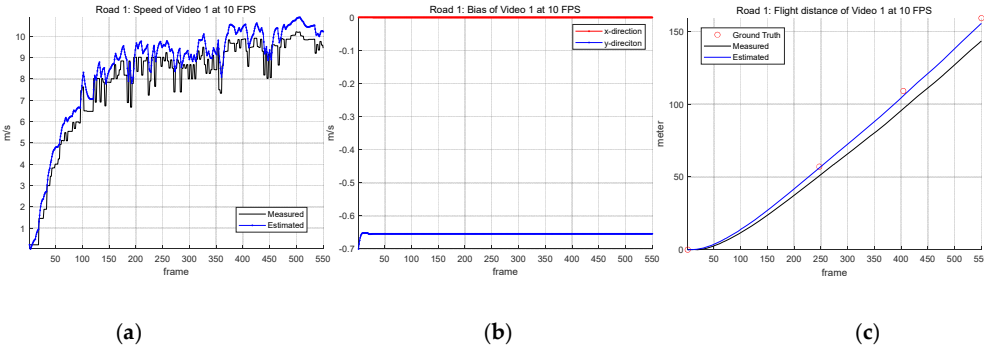 Road 1: Speed of Video 1 at 10 FPS
10
9
8
7
6
5
4
3
2
1
m/s
50 100 150 200 250 300 350 400 450 500 550
frame
Measured
Estimated
(a)
Road 1: Bias of Video 1 at 10 FPS
0
-0.1
-0.2
-0.3
-0.4
-0.5
-0.6
-0.7
m/s
50 100 150 200 250 300 350 400 450 500 550
frame
x-direction
y-direciton
(b)
Road 1: Flight distance of Video 1 at 10 FPS
150
100
50
0
meter
50 100 150 200 250 300 350 400 450 500 55
frame
Ground Truth
Measured
Estimated
(c)